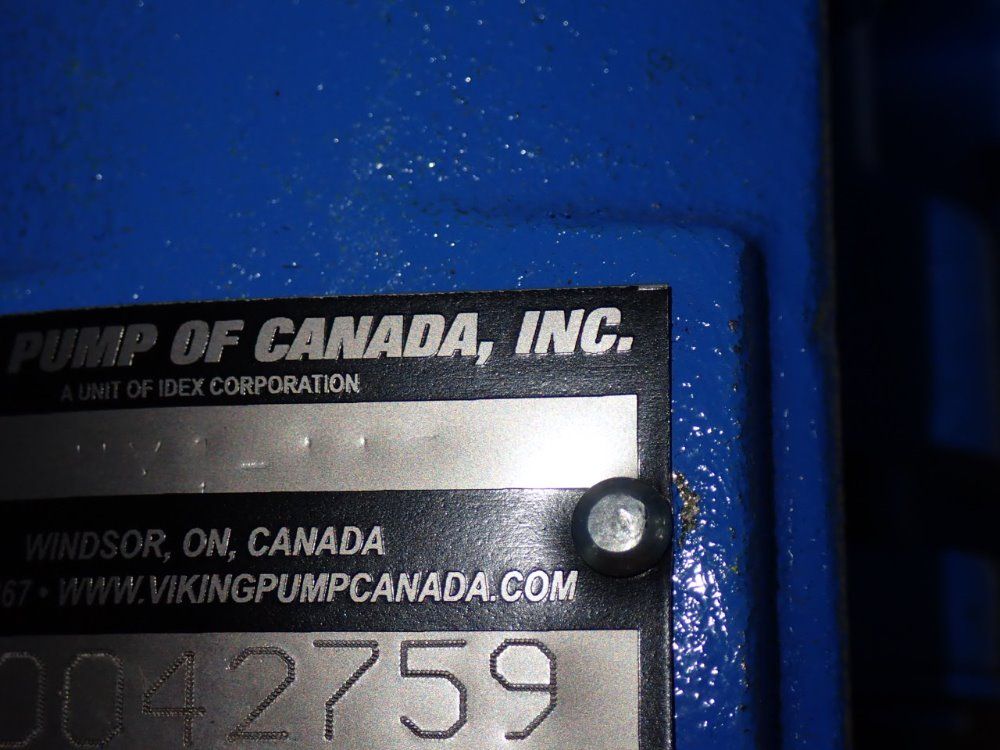 PUMP OF CANADA, INC.
A UNIT OF IDEX CORPORATION
WINDSOR, ON, CANADA
67 • WWW.VIKINGPUMPCANADA.COM
0042759